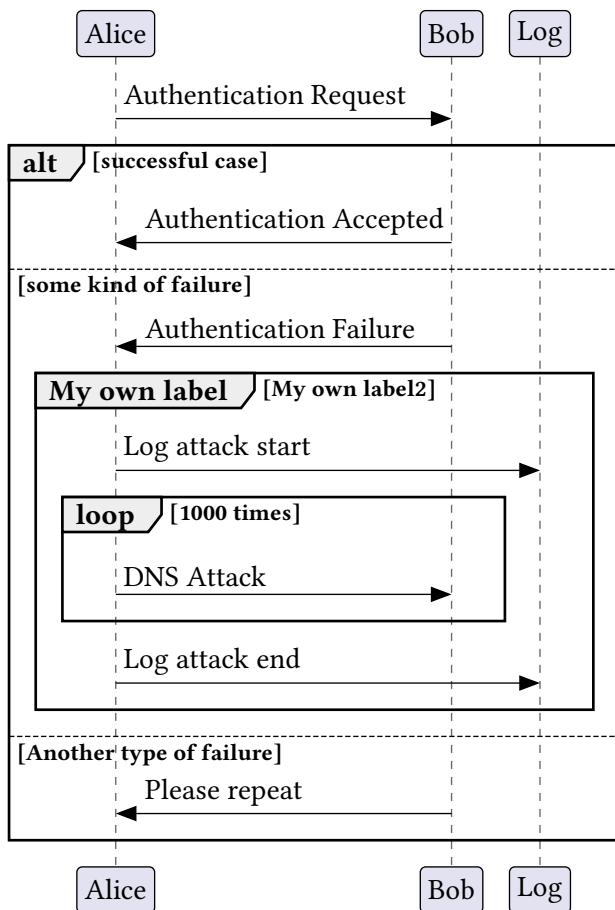 Alice Bob Log
Authentication Request
alt [successful case]
Authentication Accepted
[some kind of failure]
Authentication Failure
My own label [My own label2]
Log attack start
loop [1000 times]
DNS Attack
Log attack end
[Another type of failure]
Please repeat
Alice Bob Log